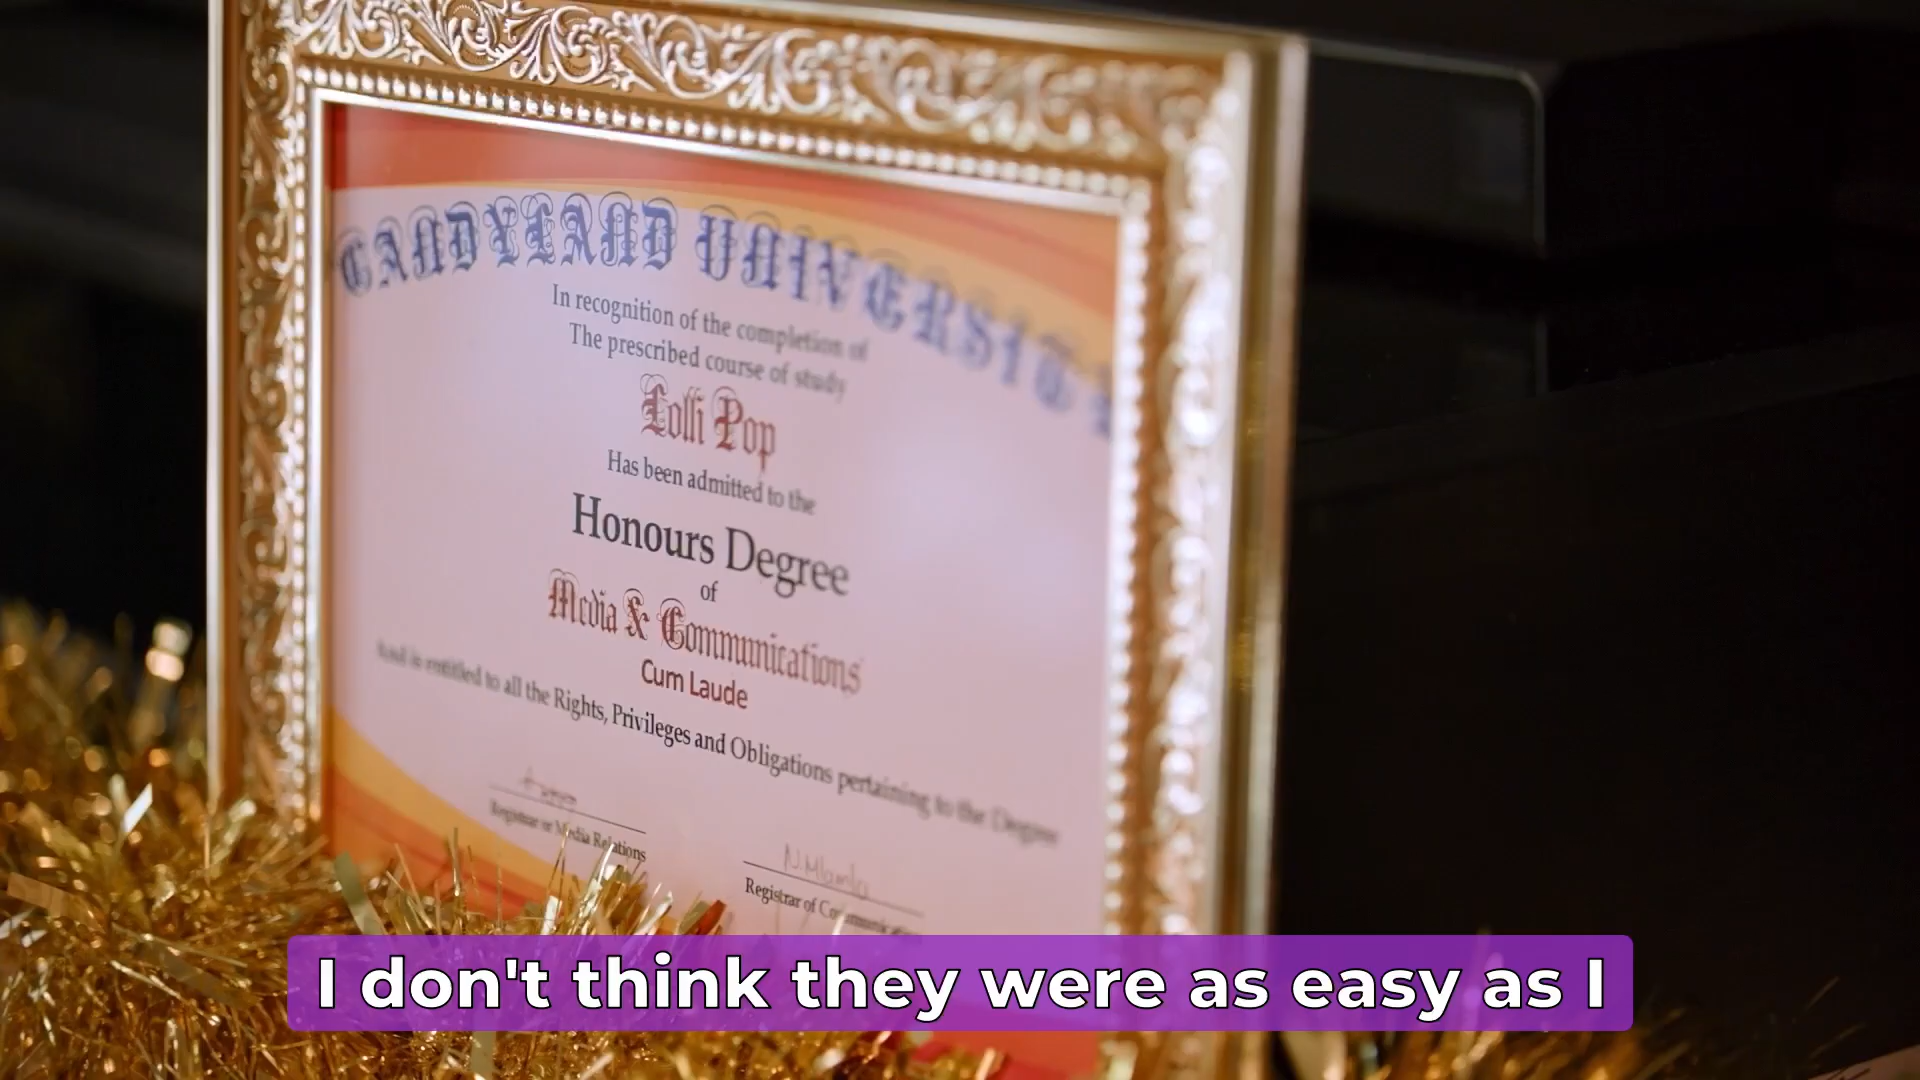 CANDYLAND UNIVERSITY
In recognition of the completion of
The prescribed course of study
Lolli Pop
Has been admitted to the
Honours Degree
of
Media & Communications
Cum Laude
And is entitled to all the Rights, Privileges and Obligations pertaining to the Degree
Registrar of Media Relations
N.Mlamla
Registrar of
I don't think they were as easy as I